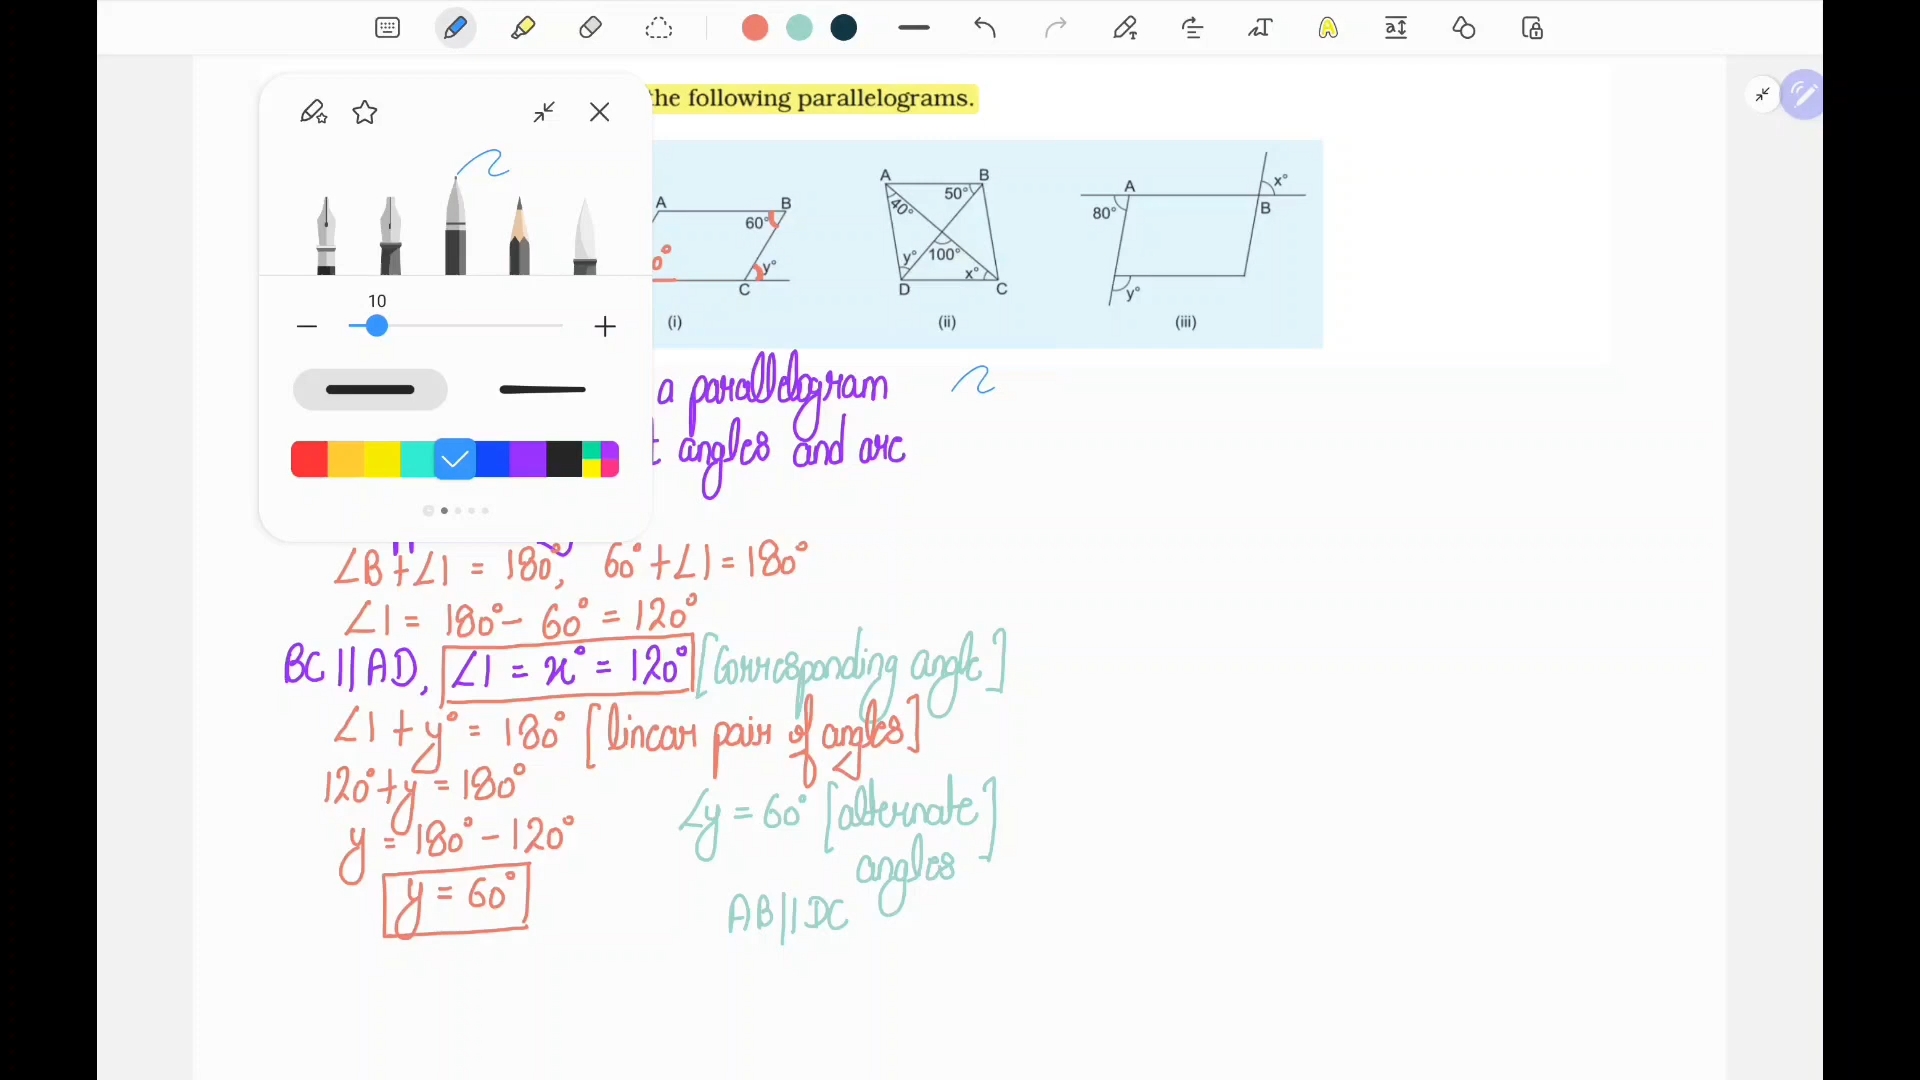 the following parallelograms.
10
A
B
60°
0°
y°
C
(i)
A
B
50°
40°
y°
100°
x°
D
C
(ii)
A
x°
80°
B
y°
(iii)
a parallelogram
angles and are
∠B + ∠1 = 180°, 60° + ∠1 = 180°
∠1 = 180° - 60° = 120°
BC || AD, ∠1 = x° = 120° [Corresponding angle]
∠1 + y° = 180° [linear pair of angles]
120° + y = 180°
y = 180° - 120°
y = 60°
∠y = 60° [alternate angles]
AB || DC